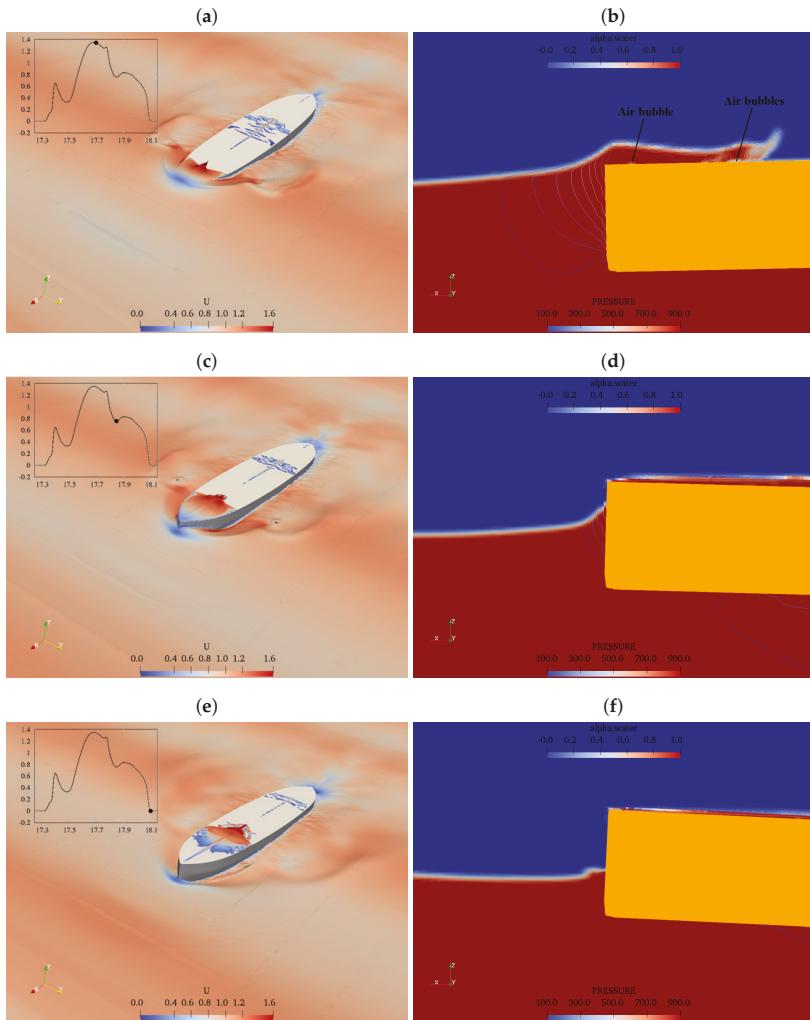 (a)
(b)
1.4
1.2
1
0.8
0.6
0.4
0.2
0
-0.2
17.3 17.5 17.7 17.9 18.1
alpha.water
-0.0 0.2 0.4 0.6 0.8 1.0
Air bubble Air bubbles
X Y Y
U
0.0 0.4 0.6 0.8 1.0 1.2 1.6
X Y Z
PRESSURE
100.0 300.0 500.0 700.0 900.0
(c)
(d)
1.4
1.2
1
0.8
0.6
0.4
0.2
0
-0.2
17.3 17.5 17.7 17.9 18.1
alpha.water
-0.0 0.2 0.4 0.6 0.8 1.0
X Y Y
U
0.0 0.4 0.6 0.8 1.0 1.2 1.6
X Y Z
PRESSURE
100.0 300.0 500.0 700.0 900.0
(e)
(f)
1.4
1.2
1
0.8
0.6
0.4
0.2
0
-0.2
17.3 17.5 17.7 17.9 18.1
alpha.water
-0.0 0.2 0.4 0.6 0.8 1.0
X Y Y
U
0.0 0.4 0.6 0.8 1.0 1.2 1.6
X Y Z
PRESSURE
100.0 300.0 500.0 700.0 900.0